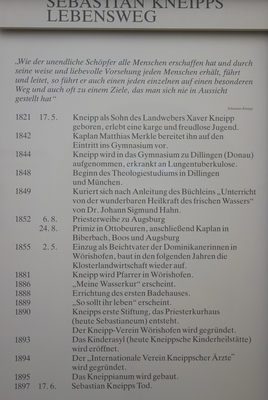 SEBASTIAN KNEIPPS
LEBENSWEG
„Wie der unendliche Schöpfer alle Menschen erschaffen hat und durch
seine weise und liebevolle Vorsehung jeden Menschen erhält, führt
und leitet, so führt er auch einen jeden einzelnen auf einen besonderen
Weg und auch oft zu einem Ziele, das man sich nie in Aussicht
gestellt hat“
Sebastian Kneipp
1821 17. 5. Kneipp als Sohn des Landwebers Xaver Kneipp
geboren, erlebt eine karge und freudlose Jugend.
1842 Kaplan Matthias Merkle bereitet ihn auf den
Eintritt ins Gymnasium vor.
1844 Kneipp wird in das Gymnasium zu Dillingen (Donau)
aufgenommen, erkrankt an Lungentuberkulose.
1848 Beginn des Theologiestudiums in Dillingen
und München.
1849 Kuriert sich nach Anleitung des Büchleins „Unterricht
von der wunderbaren Heilkraft des frischen Wassers“
von Dr. Johann Sigmund Hahn.
1852 6. 8. Priesterweihe zu Augsburg
24. 8. Primiz in Ottobeuren, anschließend Kaplan in
Biberbach, Boos und Augsburg
1855 2. 5. Einzug als Beichtvater der Dominikanerinnen in
Wörishofen, baut in den folgenden Jahren die
Klosterlandwirtschaft wieder auf.
1881 Kneipp wird Pfarrer in Wörishofen.
1886 „Meine Wasserkur“ erscheint.
1888 Errichtung des ersten Badehauses.
1889 „So sollt ihr leben“ erscheint.
1890 Kneipps erste Stiftung, das Priesterkurhaus
(heute Sebastianeum) entsteht.
Der Kneipp-Verein Wörishofen wird gegründet.
1893 Das Kinderasyl (heute Kneippsche Kinderheilstätte)
wird eröffnet.
1894 Der „Internationale Verein Kneippscher Ärzte“
wird gegründet.
1895 Das Kneippianum wird gebaut.
1897 17. 6. Sebastian Kneipps Tod.